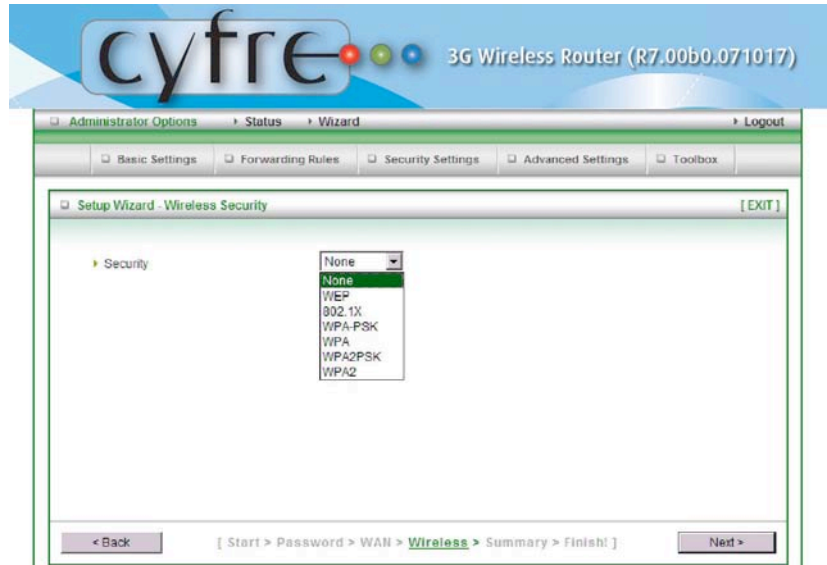 cyfre
3G Wireless Router (R7.00b0.071017)
Administrator Options Status Wizard Logout
Basic Settings Forwarding Rules Security Settings Advanced Settings Toolbox
Setup Wizard - Wireless Security [ EXIT ]
Security None
None
WEP
802.1X
WPA-PSK
WPA
WPA2PSK
WPA2
< Back [ Start > Password > WAN > Wireless > Summary > Finish! ] Next >